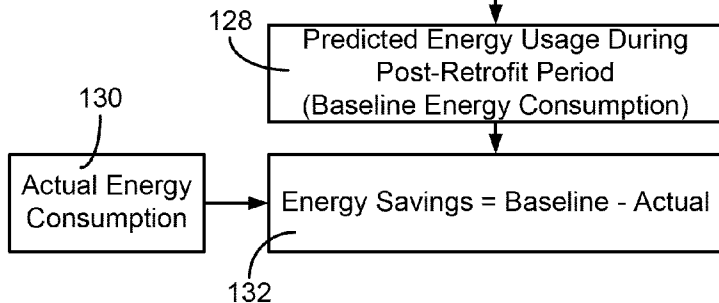 128
Predicted Energy Usage During
Post-Retrofit Period
(Baseline Energy Consumption)
130
Actual Energy
Consumption
Energy Savings = Baseline - Actual
132